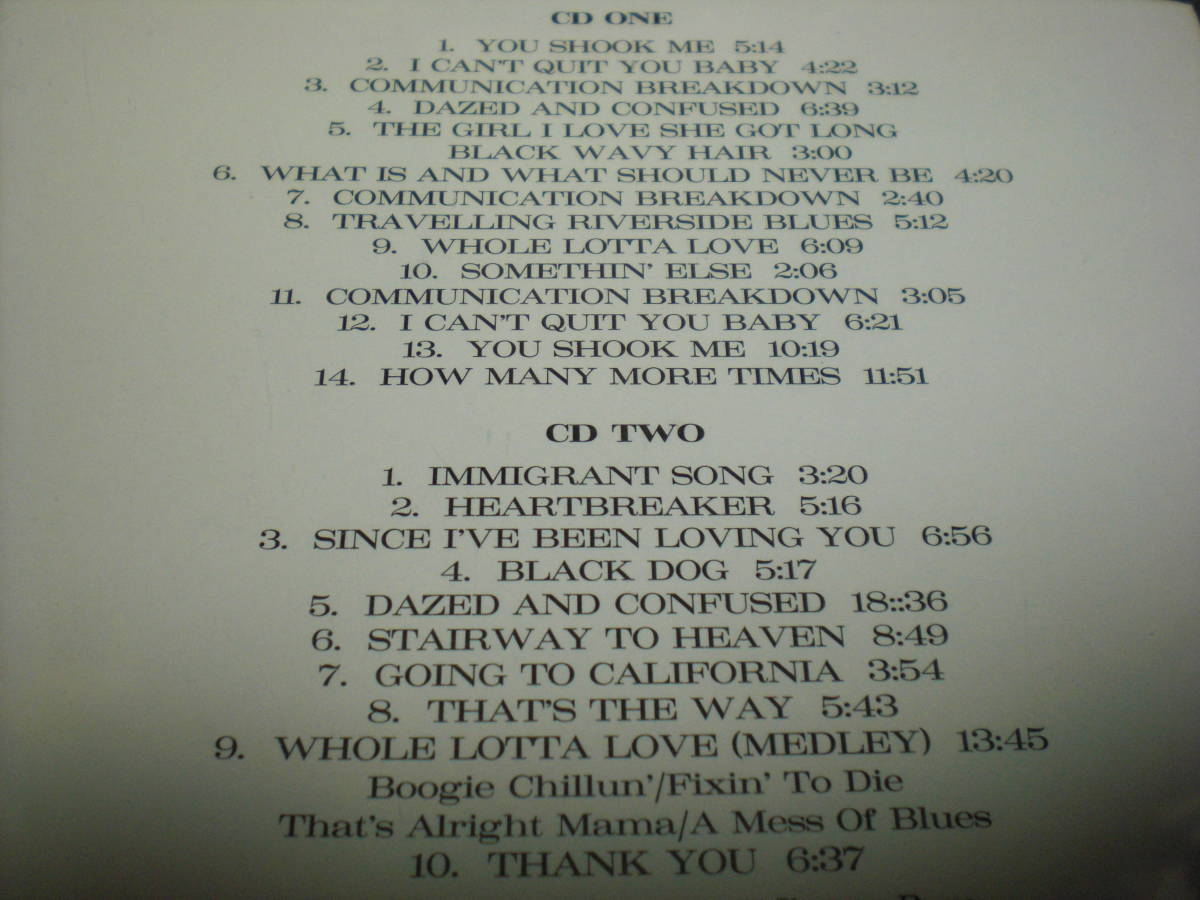 CD ONE
1. YOU SHOOK ME 5:14
2. I CAN'T QUIT YOU BABY 4:22
3. COMMUNICATION BREAKDOWN 3:12
4. DAZED AND CONFUSED 6:39
5. THE GIRL I LOVE SHE GOT LONG
BLACK WAVY HAIR 3:00
6. WHAT IS AND WHAT SHOULD NEVER BE 4:20
7. COMMUNICATION BREAKDOWN 2:40
8. TRAVELLING RIVERSIDE BLUES 5:12
9. WHOLE LOTTA LOVE 6:09
10. SOMETHIN' ELSE 2:06
11. COMMUNICATION BREAKDOWN 3:05
12. I CAN'T QUIT YOU BABY 6:21
13. YOU SHOOK ME 10:19
14. HOW MANY MORE TIMES 11:51
CD TWO
1. IMMIGRANT SONG 3:20
2. HEARTBREAKER 5:16
3. SINCE I'VE BEEN LOVING YOU 6:56
4. BLACK DOG 5:17
5. DAZED AND CONFUSED 18::36
6. STAIRWAY TO HEAVEN 8:49
7. GOING TO CALIFORNIA 3:54
8. THAT'S THE WAY 5:43
9. WHOLE LOTTA LOVE (MEDLEY) 13:45
Boogie Chillun'/Fixin' To Die
That's Alright Mama/A Mess Of Blues
10. THANK YOU 6:37